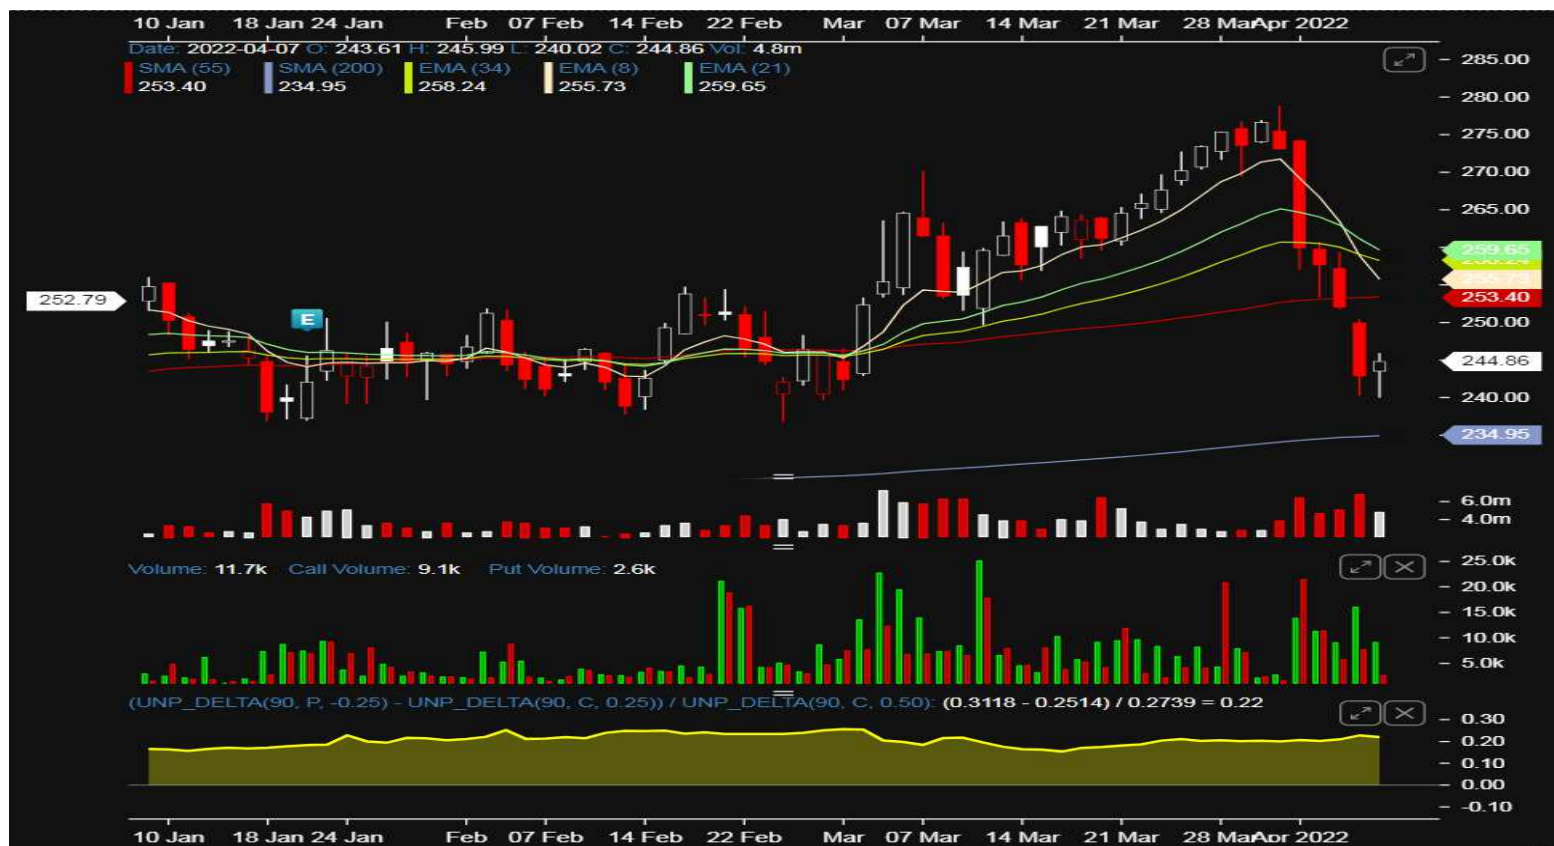 10 Jan 18 Jan 24 Jan Feb 07 Feb 14 Feb 22 Feb Mar 07 Mar 14 Mar 21 Mar 28 Mar Apr 2022
Date: 2022-04-07 O: 243.61 H: 245.99 L: 240.02 C: 244.86 Vol: 4.8m
SMA (55) SMA (200) EMA (34) EMA (8) EMA (21)
253.40 234.95 258.24 255.73 259.65
285.00
280.00
275.00
270.00
265.00
259.65
258.24
255.73
253.40
252.79
250.00
244.86
240.00
234.95
E
6.0m
4.0m
Volume: 11.7k Call Volume: 9.1k Put Volume: 2.6k
25.0k
20.0k
15.0k
10.0k
5.0k
(UNP_DELTA(90, P, -0.25) - UNP_DELTA(90, C, 0.25)) / UNP_DELTA(90, C, 0.50): (0.3118 - 0.2514) / 0.2739 = 0.22
0.30
0.20
0.10
0.00
-0.10
10 Jan 18 Jan 24 Jan Feb 07 Feb 14 Feb 22 Feb Mar 07 Mar 14 Mar 21 Mar 28 Mar Apr 2022